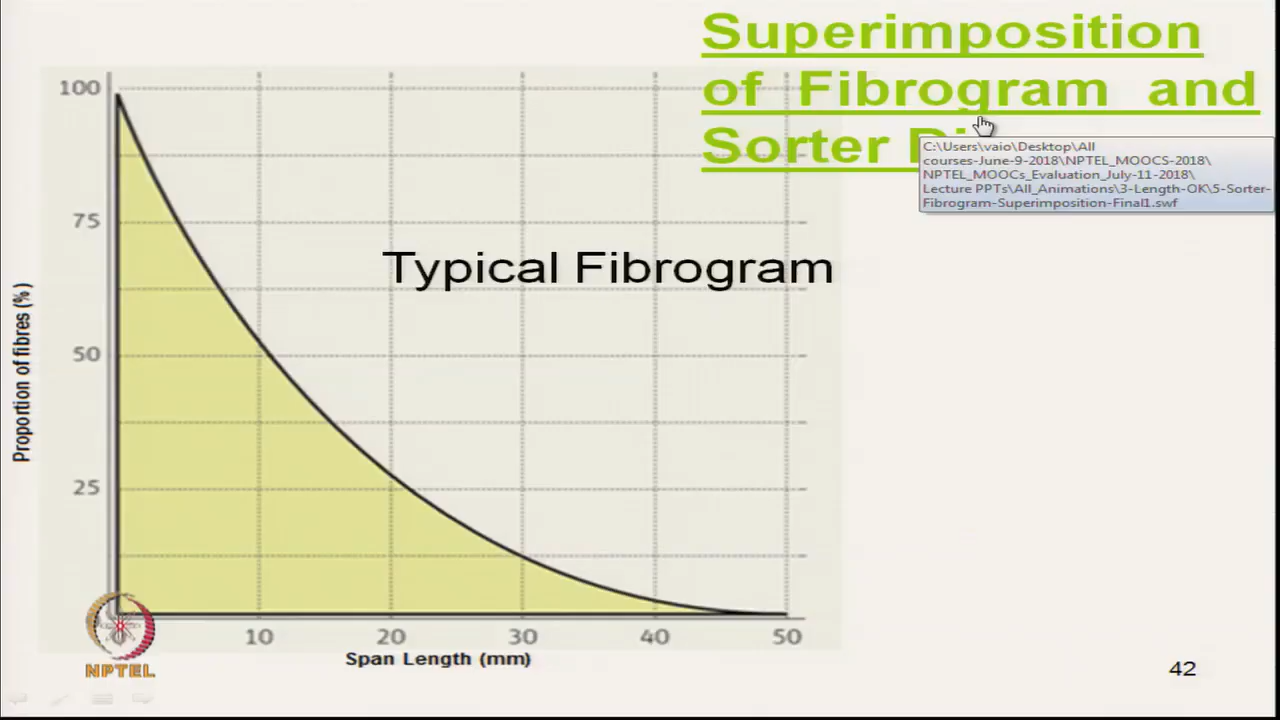 Superimposition
of Fibrogram and
Sorter
C:\Users\vaio\Desktop\All
courses-June-9-2018\NPTEL_MOOCS-2018\
NPTEL_MOOCs_Evaluation_July-11-2018\
Lecture PPTs\All_Animations\3-Length-OK\5-Sorter-
Fibrogram-Superimposition-Final1.swf
Typical Fibrogram
Proportion of fibres (%)
100
75
50
25
0
10
20
30
40
50
Span Length (mm)
NPTEL
42